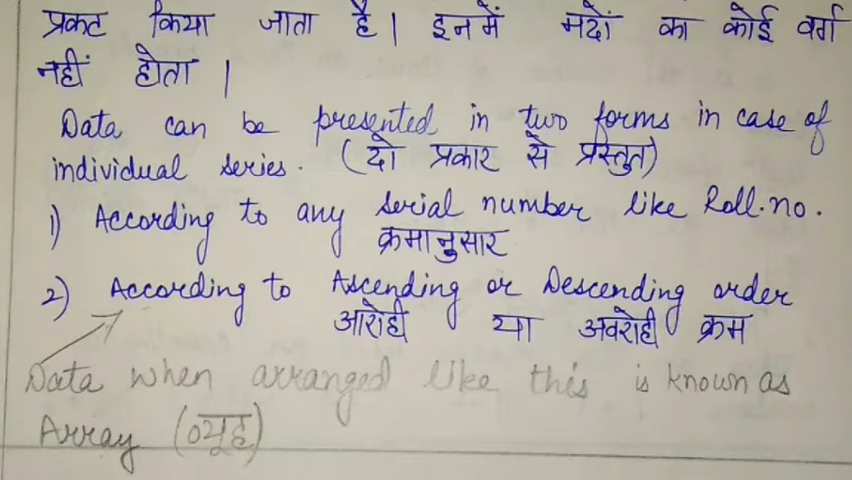 प्रकट किया जाता है। इनमें मदों का कोई वर्ग
नहीं होता।
Data can be presented in two forms in case of
individual series. (दो प्रकार से प्रस्तुत)
1) According to any serial number like Roll.no.
क्रमानुसार
2) According to Ascending or Descending order
आरोही या अवरोही क्रम
Data when arranged like this is known as
Array (व्यूह)